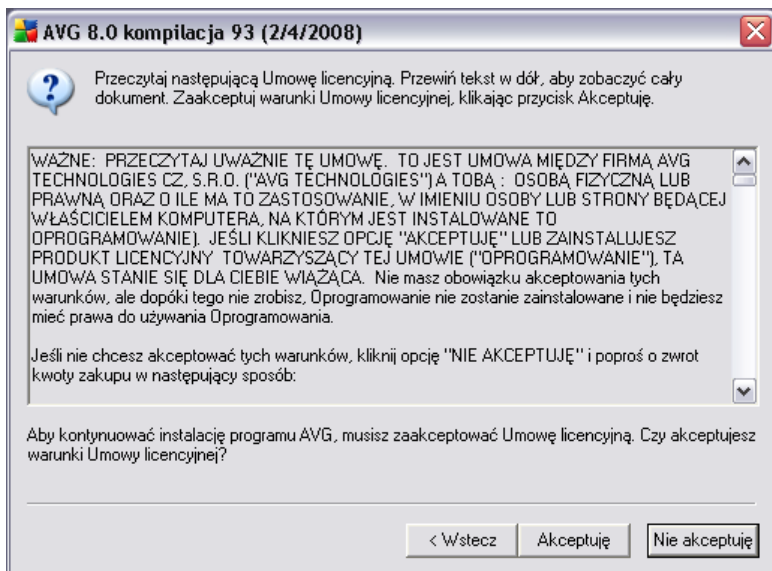 AVG 8.0 kompilacja 93 (2/4/2008)
Przeczytaj następującą Umowę licencyjną. Przewiń tekst w dół, aby zobaczyć cały
dokument. Zaakceptuj warunki Umowy licencyjnej, klikając przycisk Akceptuję.
WAŻNE:  PRZECZYTAJ UWAŻNIE TĘ UMOWĘ.  TO JEST UMOWA MIĘDZY FIRMĄ AVG
TECHNOLOGIES CZ, S.R.O. ("AVG TECHNOLOGIES") A TOBĄ :  OSOBĄ FIZYCZNĄ LUB
PRAWNĄ ORAZ O ILE MA TO ZASTOSOWANIE, W IMIENIU OSOBY LUB STRONY BĘDĄCEJ
WŁAŚCICIELEM KOMPUTERA, NA KTÓRYM JEST INSTALOWANE TO
OPROGRAMOWANIE).  JEŚLI KLIKNIESZ OPCJĘ "AKCEPTUJĘ" LUB ZAINSTALUJESZ
PRODUKT LICENCYJNY  TOWARZYSZĄCY TEJ UMOWIE ("OPROGRAMOWANIE"), TA
UMOWA STANIE SIĘ DLA CIEBIE WIĄŻĄCA.  Nie masz obowiązku akceptowania tych
warunków, ale dopóki tego nie zrobisz, Oprogramowanie nie zostanie zainstalowane i nie będziesz
mieć prawa do używania Oprogramowania.
Jeśli nie chcesz akceptować tych warunków, kliknij opcję "NIE AKCEPTUJĘ" i poproś o zwrot
kwoty zakupu w następujący sposób:
Aby kontynuować instalację programu AVG, musisz zaakceptować Umowę licencyjną. Czy akceptujesz
warunki Umowy licencyjnej?
< Wstecz
Akceptuję
Nie akceptuję